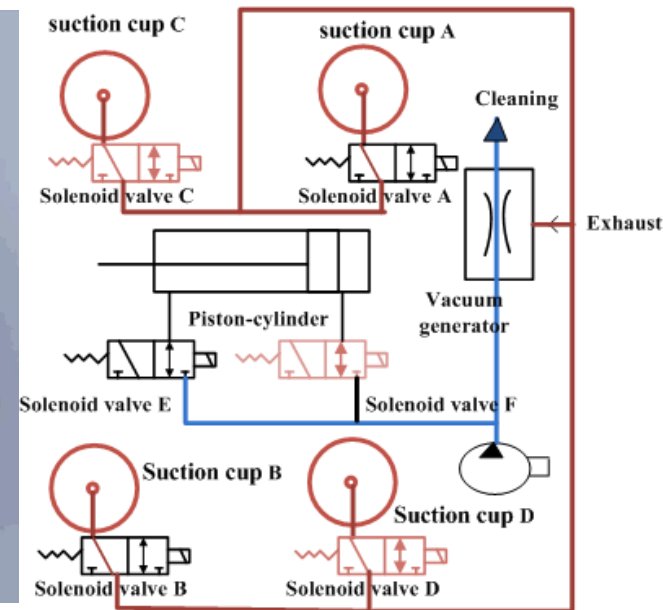 suction cup C
suction cup A
Cleaning
Solenoid valve C
Solenoid valve A
Exhaust
Vacuum
generator
Piston-cylinder
Solenoid valve E
Solenoid valve F
Suction cup B
Suction cup D
Solenoid valve B
Solenoid valve D